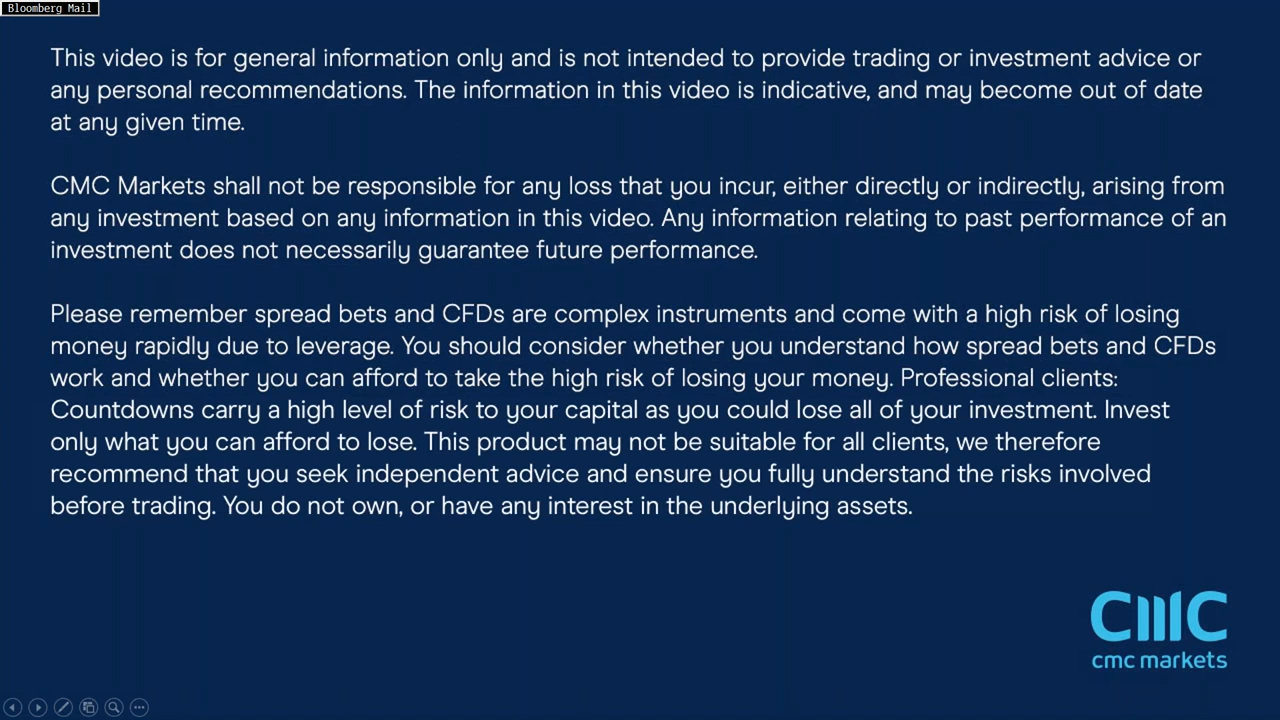 Bloomberg Mail
This video is for general information only and is not intended to provide trading or investment advice or
any personal recommendations. The information in this video is indicative, and may become out of date
at any given time.
CMC Markets shall not be responsible for any loss that you incur, either directly or indirectly, arising from
any investment based on any information in this video. Any information relating to past performance of an
investment does not necessarily guarantee future performance.
Please remember spread bets and CFDs are complex instruments and come with a high risk of losing
money rapidly due to leverage. You should consider whether you understand how spread bets and CFDs
work and whether you can afford to take the high risk of losing your money. Professional clients:
Countdowns carry a high level of risk to your capital as you could lose all of your investment. Invest
only what you can afford to lose. This product may not be suitable for all clients, we therefore
recommend that you seek independent advice and ensure you fully understand the risks involved
before trading. You do not own, or have any interest in the underlying assets.
CMC
cmc markets